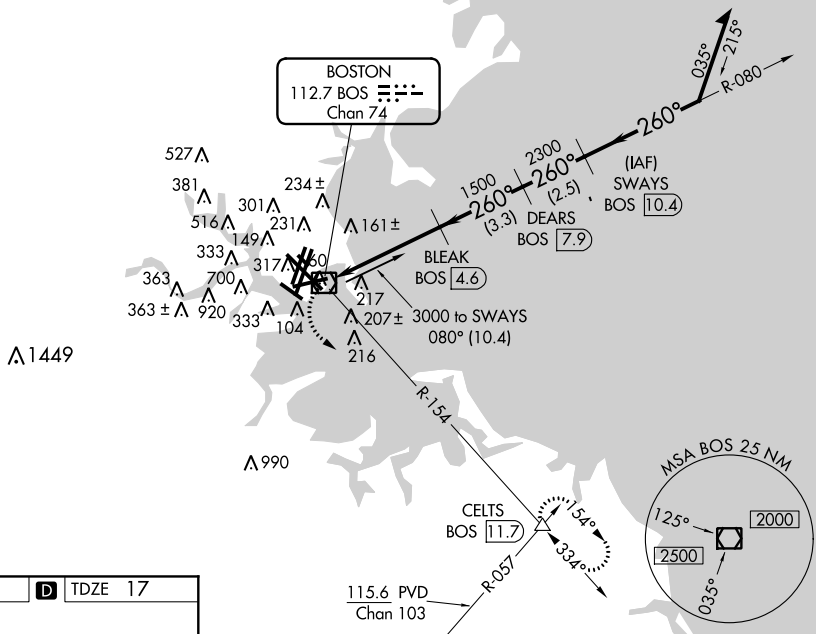 BOSTON
112.7 BOS
Chan 74
035°
215°
R-080
260°
2300
260°
(2.5)
(IAF)
SWAYS
BOS 10.4
1500
260°
(3.3)
DEARS
BOS 7.9
BLEAK
BOS 4.6
527
381
301
234 ±
516
231
161 ±
149
333
317
60
363
700
217
363 ±
920
333
104
207 ±
216
3000 to SWAYS
080° (10.4)
1449
R-154
990
CELTS
BOS 11.7
154°
334°
R-057
115.6 PVD
Chan 103
MSA BOS 25 NM
125°
2000
2500
035°
D TDZE 17